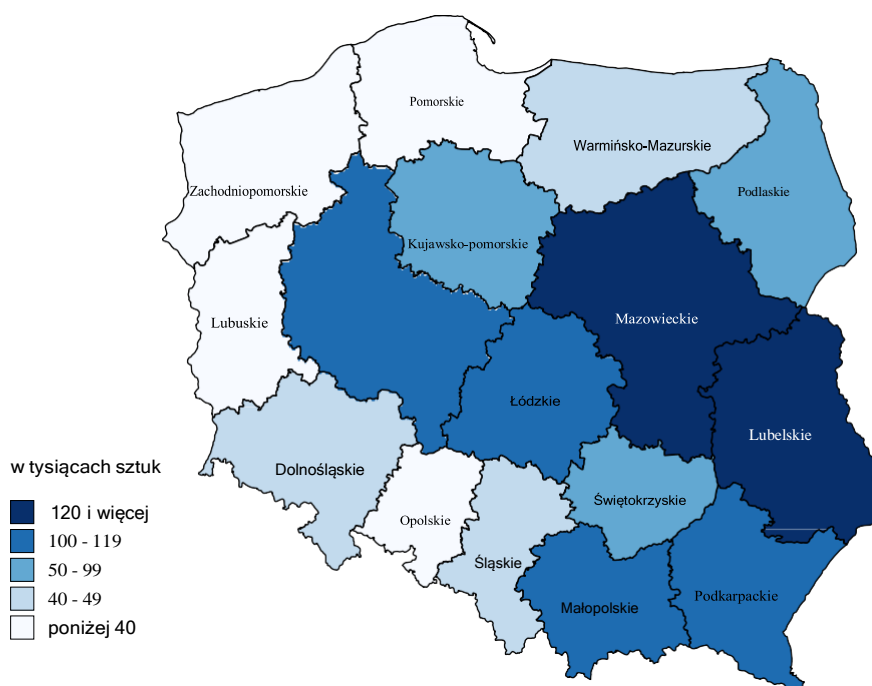 Pomorskie
Warmińsko-Mazurskie
Zachodniopomorskie
Podlaskie
Kujawsko-pomorskie
Mazowieckie
Lubuskie
Łódzkie
Lubelskie
Dolnośląskie
Świętokrzyskie
Opolskie
Śląskie
Podkarpackie
Małopolskie
w tysiącach sztuk
120 i więcej
100 - 119
50 - 99
40 - 49
poniżej 40